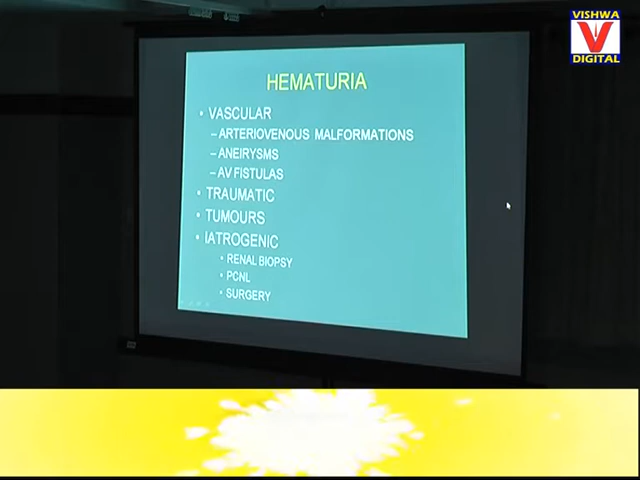 VISHWA
V
DIGITAL
HEMATURIA
• VASCULAR
– ARTERIOVENOUS MALFORMATIONS
– ANEIRYSMS
– AV FISTULAS
• TRAUMATIC
• TUMOURS
• IATROGENIC
• RENAL BIOPSY
• PCNL
• SURGERY